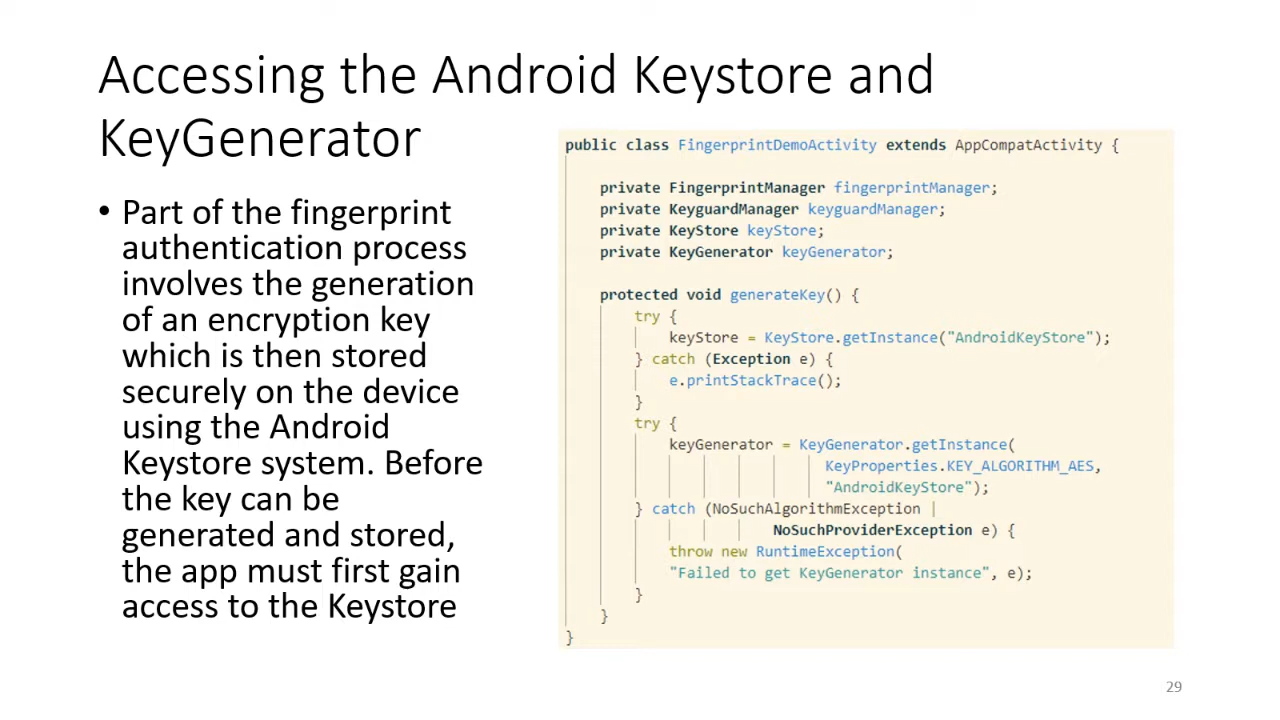 Accessing the Android Keystore and
KeyGenerator
• Part of the fingerprint
authentication process
involves the generation
of an encryption key
which is then stored
securely on the device
using the Android
Keystore system. Before
the key can be
generated and stored,
the app must first gain
access to the Keystore
public class FingerprintDemoActivity extends AppCompatActivity {
private FingerprintManager fingerprintManager;
private KeyguardManager keyguardManager;
private KeyStore keyStore;
private KeyGenerator keyGenerator;
protected void generateKey() {
try {
keyStore = KeyStore.getInstance("AndroidKeyStore");
} catch (Exception e) {
e.printStackTrace();
}
try {
keyGenerator = KeyGenerator.getInstance(
KeyProperties.KEY_ALGORITHM_AES,
"AndroidKeyStore");
} catch (NoSuchAlgorithmException |
NoSuchProviderException e) {
throw new RuntimeException(
"Failed to get KeyGenerator instance", e);
}
}
}
29